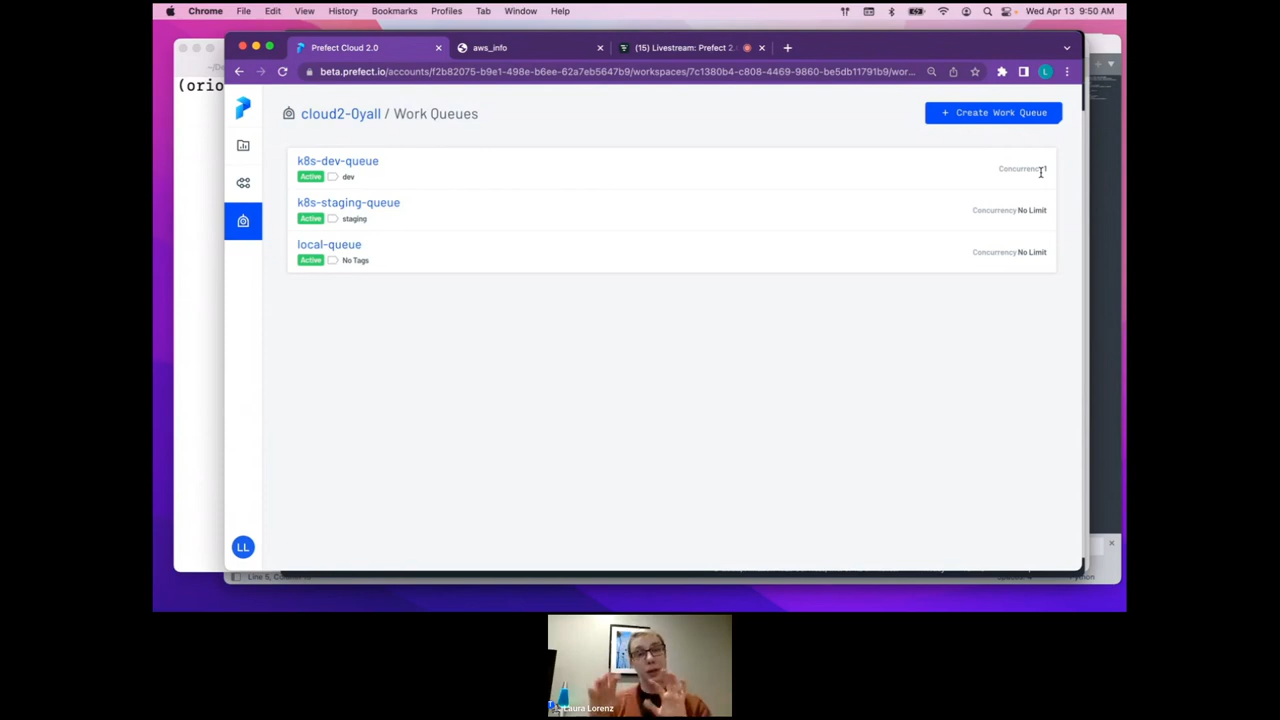 Chrome File Edit View History Bookmarks Profiles Tab Window Help Wed Apr 13 9:50 AM
Prefect Cloud 2.0 aws_info (15) Livestream: Prefect 2.
beta.prefect.io/accounts/f2b82075-b9e1-498e-b6ee-62a7eb5647b9/workspaces/7c1380b4-c808-4469-9860-be5db11791b9/wor...
L
(orio
cloud2-0yall / Work Queues
+ Create Work Queue
k8s-dev-queue
Active dev
Concurrency 1
k8s-staging-queue
Active staging
Concurrency No Limit
local-queue
Active No Tags
Concurrency No Limit
LL
Laura Lorenz